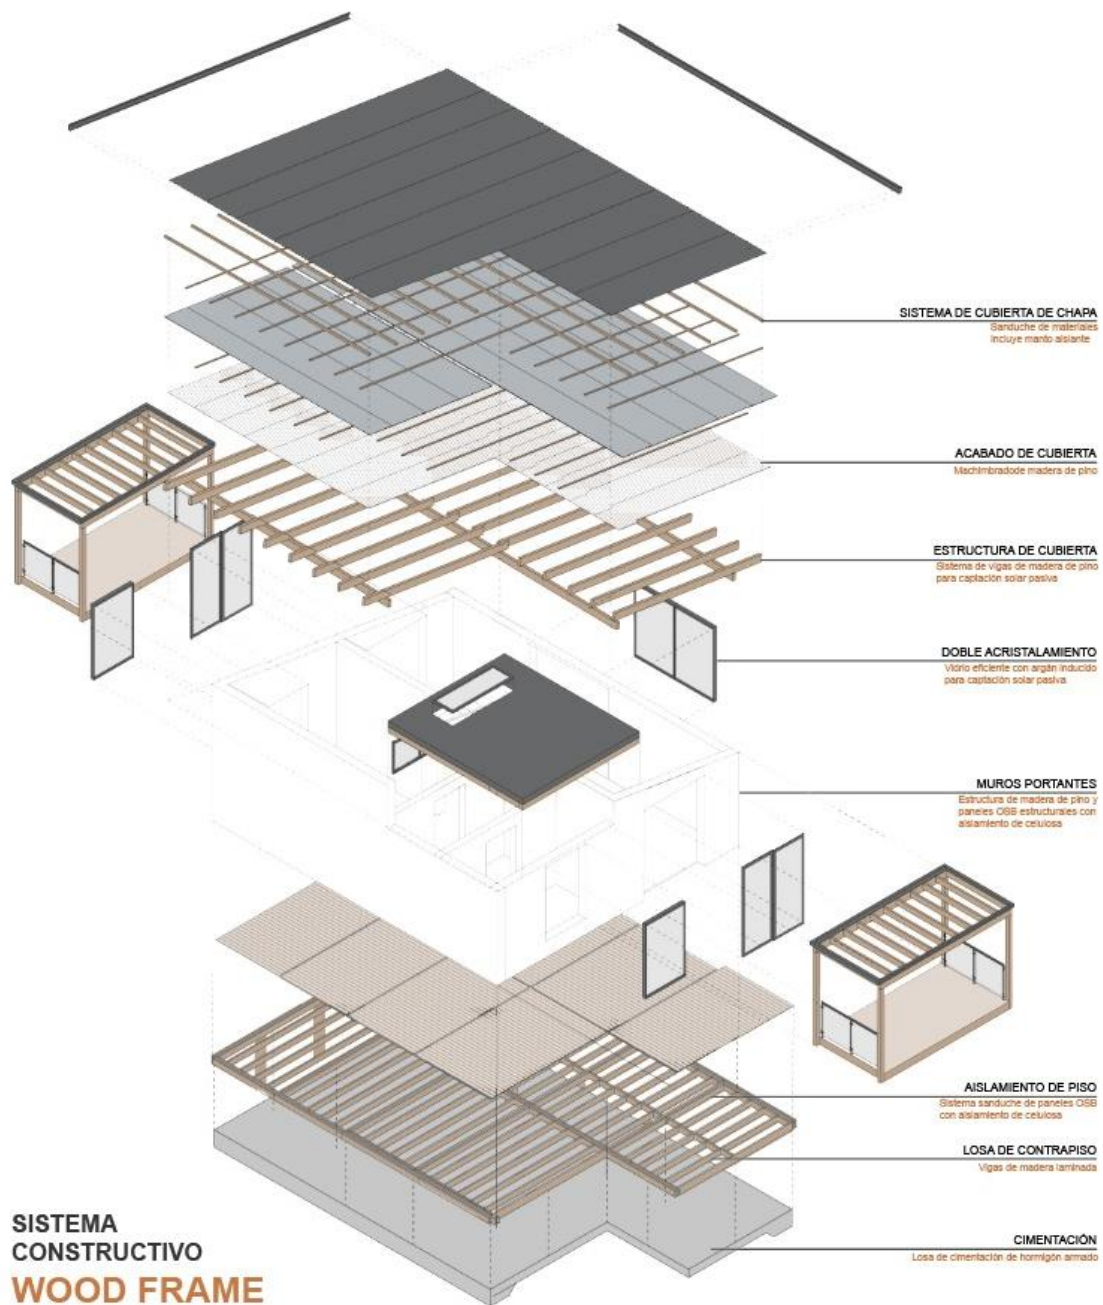 SISTEMA DE CUBIERTA DE CHAPA
Sanduche de materiales
Incluye manto aislante
ACABADO DE CUBIERTA
Machimbradode madera de pino
ESTRUCTURA DE CUBIERTA
Sistema de vigas de madera de pino
para captación solar pasiva
DOBLE ACRISTALAMIENTO
Vidrio eficiente con argán inducido
para captación solar pasiva
MUROS PORTANTES
Estructura de madera de pino y
paneles OSB estructurales con
aislamiento de celulosa
AISLAMIENTO DE PISO
Sistema sanduche de paneles OSB
con aislamiento de celulosa
LOSA DE CONTRAPISO
Vigas de madera laminada
CIMENTACIÓN
Losa de cimentación de hormigón armado
SISTEMA
CONSTRUCTIVO
WOOD FRAME